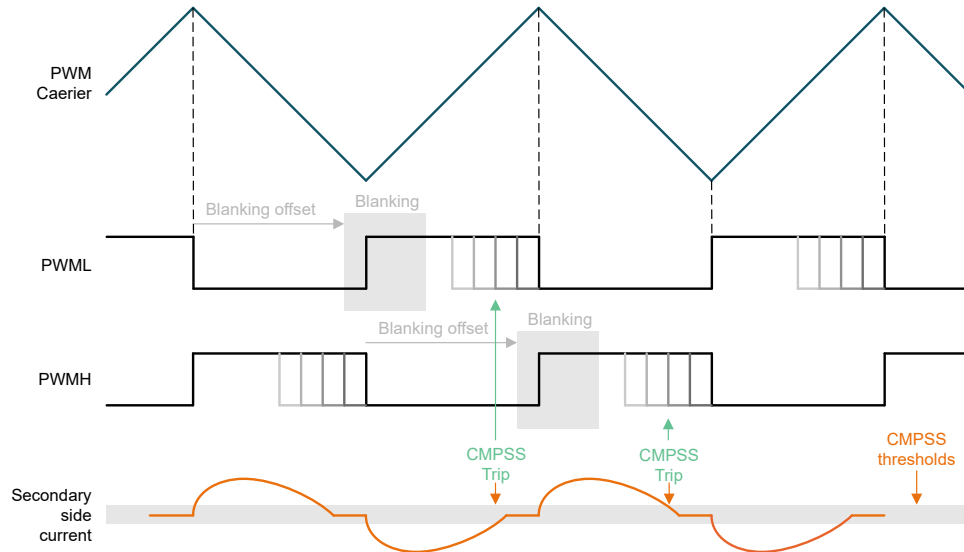 PWM
Caerier
Blanking offset
Blanking
PWML
Blanking offset
Blanking
PWMH
CMPSS
Trip
CMPSS
Trip
CMPSS
thresholds
Secondary
side
current